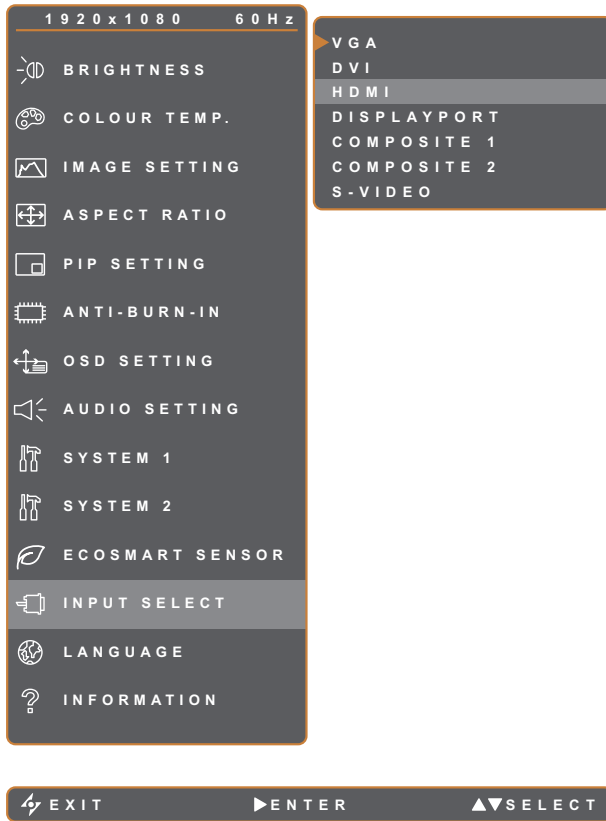 1920x1080 60Hz
BRIGHTNESS
COLOUR TEMP.
IMAGE SETTING
ASPECT RATIO
PIP SETTING
ANTI-BURN-IN
OSD SETTING
AUDIO SETTING
SYSTEM 1
SYSTEM 2
ECOSMART SENSOR
INPUT SELECT
LANGUAGE
INFORMATION
VGA
DVI
HDMI
DISPLAYPORT
COMPOSITE 1
COMPOSITE 2
S-VIDEO
EXIT ENTER SELECT